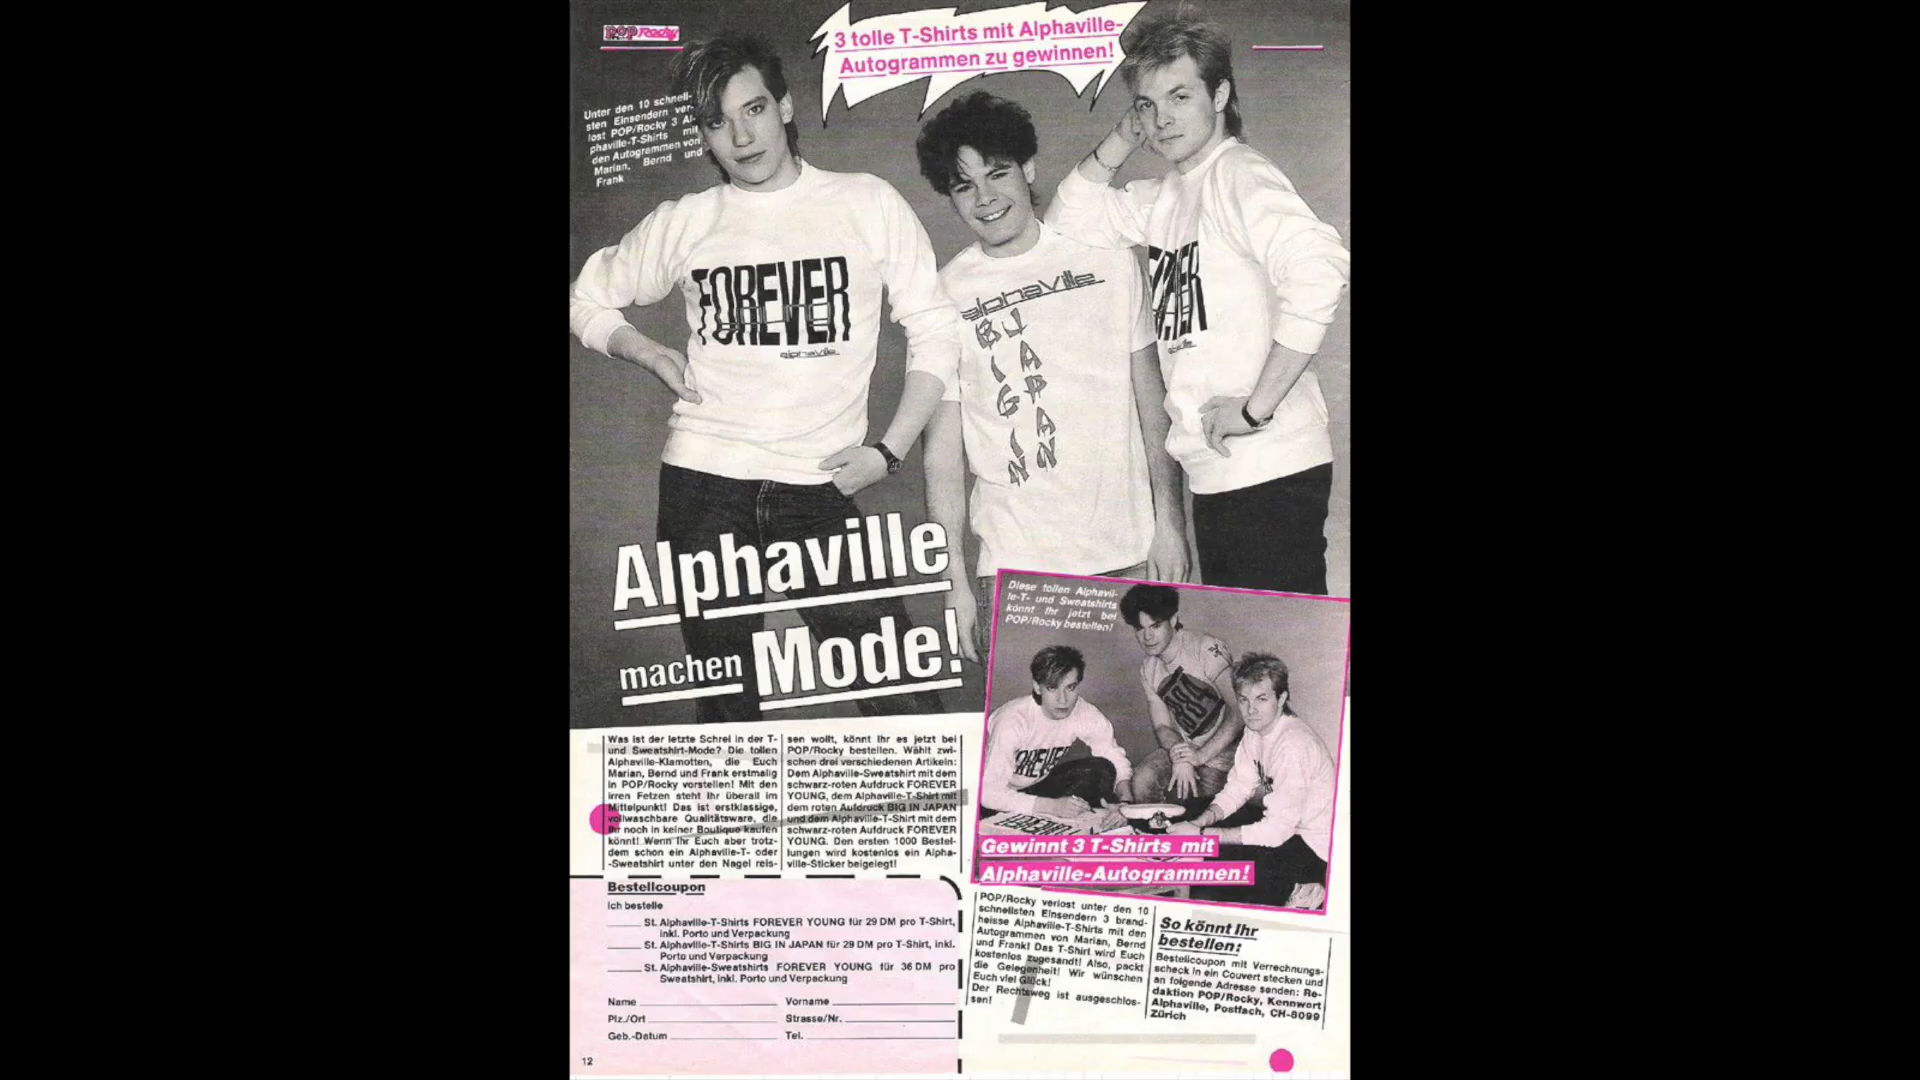 POP Rocky
3 tolle T-Shirts mit Alphaville-
Autogrammen zu gewinnen!
Unter den 10 schnell-
sten Einsendern ver-
lost POP/Rocky 3 Al-
phaville-T-Shirts mit
den Autogrammen von
Marian, Bernd und
Frank
FOREVER
alphaville
alphaville
BIG IN
JAPAN
alphaville
Alphaville
machen Mode!
Diese tollen Alphavil-
le-T- und Sweatshirts
könnt Ihr jetzt bei
POP/Rocky bestellen!
Was ist der letzte Schrei in der T-
und Sweatshirt-Mode? Die tollen
Alphaville-Klamotten, die Euch
Marian, Bernd und Frank erstmalig
in POP/Rocky vorstellen! Mit den
irren Fetzen steht Ihr überall im
Mittelpunkt! Das ist erstklassige,
vollwaschbare Qualitätsware, die
Ihr noch in keiner Boutique kaufen
könnt! Wenn Ihr Euch aber trotz-
dem schon ein Alphaville-T- oder
-Sweatshirt unter den Nagel reis-
sen wollt, könnt Ihr es jetzt bei
POP/Rocky bestellen. Wählt zwi-
schen drei verschiedenen Artikeln:
Dem Alphaville-Sweatshirt mit dem
schwarz-roten Aufdruck FOREVER
YOUNG, dem Alphaville-T-Shirt mit
dem roten Aufdruck BIG IN JAPAN
und dem Alphaville-T-Shirt mit dem
schwarz-roten Aufdruck FOREVER
YOUNG. Den ersten 1000 Bestel-
lungen wird kostenlos ein Alpha-
ville-Sticker beigelegt!
Gewinnt 3 T-Shirts mit
Alphaville-Autogrammen!
POP/Rocky verlost unter den 10
schnellsten Einsendern 3 brand-
heisse Alphaville-T-Shirts mit den
Autogrammen von Marian, Bernd
und Frank! Das T-Shirt wird Euch
kostenlos zugesandt! Also, packt
die Gelegenheit! Wir wünschen
Euch viel Glück!
Der Rechtsweg ist ausgeschlos-
sen!
So könnt Ihr
bestellen:
Bestellcoupon mit Verrechnungs-
scheck in ein Couvert stecken und
an folgende Adresse senden: Re-
daktion POP/Rocky, Kennwort
Alphaville, Postfach, CH-8099
Zürich
Bestellcoupon
Ich bestelle
St. Alphaville-T-Shirts FOREVER YOUNG für 29 DM pro T-Shirt,
inkl. Porto und Verpackung
St. Alphaville-T-Shirts BIG IN JAPAN für 29 DM pro T-Shirt, inkl.
Porto und Verpackung
St. Alphaville-Sweatshirts FOREVER YOUNG für 36 DM pro
Sweatshirt, inkl. Porto und Verpackung
Name Vorname
Plz./Ort Strasse/Nr.
Geb.-Datum Tel.
12